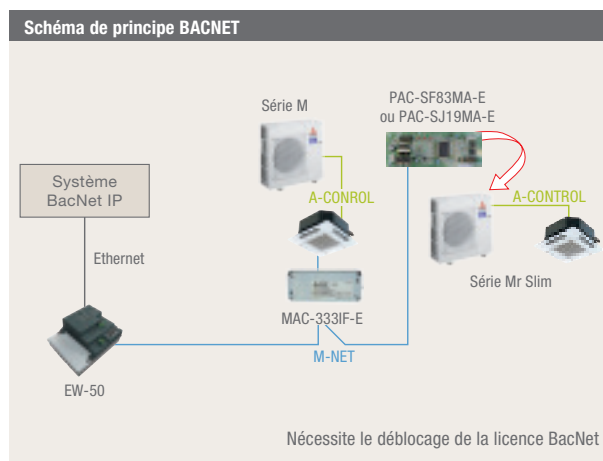 Schéma de principe BACNET
PAC-SF83MA-E
ou PAC-SJ19MA-E
Série M
A-CONROL
A-CONTROL
Système
BacNet IP
Ethernet
Série Mr Slim
MAC-333IF-E
M-NET
EW-50
Nécessite le déblocage de la licence BacNet